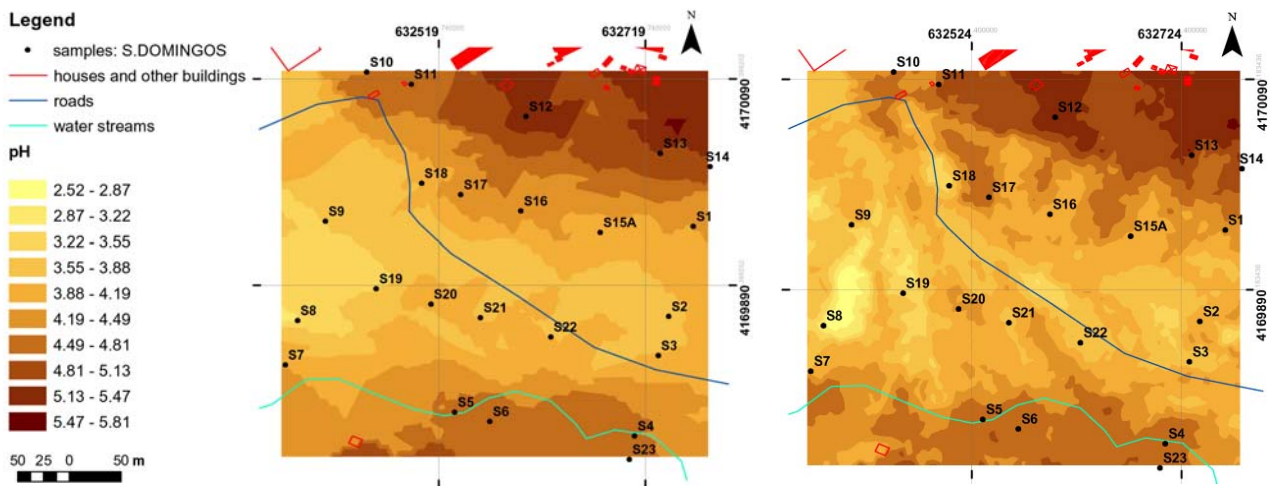 Legend
samples: S.DOMINGOS
houses and other buildings
roads
water streams
pH
2.52 - 2.87
2.87 - 3.22
3.22 - 3.55
3.55 - 3.88
3.88 - 4.19
4.19 - 4.49
4.49 - 4.81
4.81 - 5.13
5.13 - 5.47
5.47 - 5.81
50 25 0 50 m
632519
632719
N
S10
S11
S12
S13
S14
S18
S17
S16
S15A
S1
S9
S19
S20
S21
S22
S2
S3
S8
S7
S5
S6
S4
S23
4170090
4169890
632524
400000
632724
400000
N
S10
S11
S12
S13
S14
S18
S17
S16
S15A
S1
S9
S19
S20
S21
S22
S2
S3
S8
S7
S5
S6
S4
S23
4170090
4169890